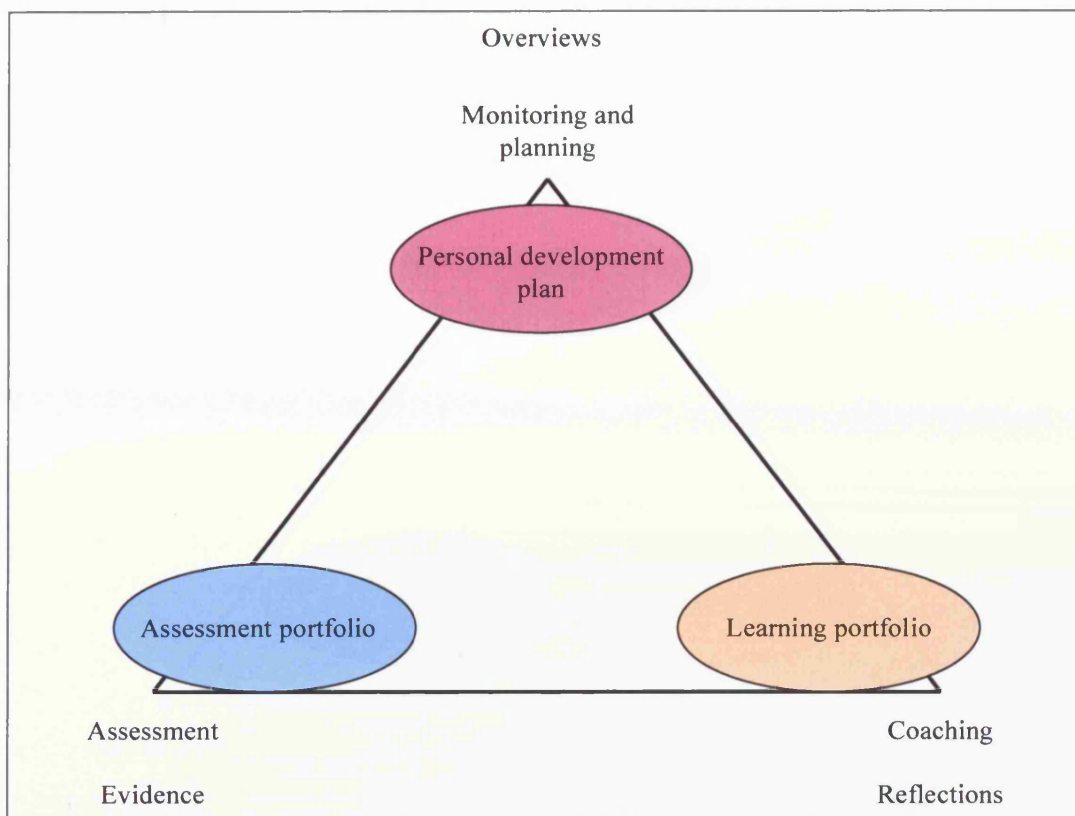 Overviews
Monitoring and
planning
Personal development
plan
Assessment portfolio
Learning portfolio
Assessment
Coaching
Evidence
Reflections